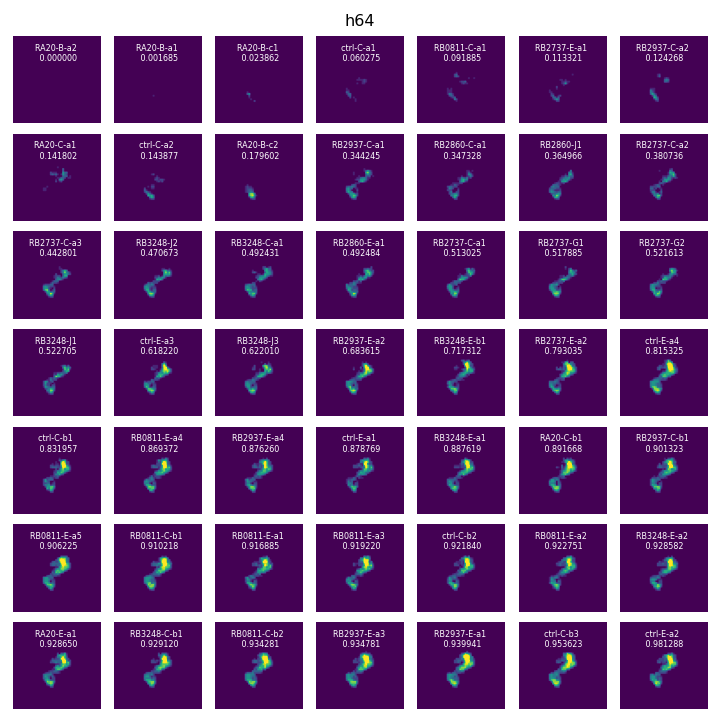 h64
RA20-B-a2
0.000000
RA20-B-a1
0.001685
RA20-B-c1
0.023862
ctrl-C-a1
0.060275
RB0811-C-a1
0.091885
RB2737-E-a1
0.113321
RB2937-C-a2
0.124268
RA20-C-a1
0.141802
ctrl-C-a2
0.143877
RA20-B-c2
0.179602
RB2937-C-a1
0.344245
RB2860-C-a1
0.347328
RB2860-J1
0.364966
RB2737-C-a2
0.380736
RB2737-C-a3
0.442801
RB3248-J2
0.470673
RB3248-C-a1
0.492431
RB2860-E-a1
0.492484
RB2737-C-a1
0.513025
RB2737-G1
0.517885
RB2737-G2
0.521613
RB3248-J1
0.522705
ctrl-E-a3
0.618220
RB3248-J3
0.622010
RB2937-E-a2
0.683615
RB3248-E-b1
0.717312
RB2737-E-a2
0.793035
ctrl-E-a4
0.815325
ctrl-C-b1
0.831957
RB0811-E-a4
0.869372
RB2937-E-a4
0.876260
ctrl-E-a1
0.878769
RB3248-E-a1
0.887619
RA20-C-b1
0.891668
RB2937-C-b1
0.901323
RB0811-E-a5
0.906225
RB0811-C-b1
0.910218
RB0811-E-a1
0.916885
RB0811-E-a3
0.919220
ctrl-C-b2
0.921840
RB0811-E-a2
0.922751
RB3248-E-a2
0.928582
RA20-E-a1
0.928650
RB3248-C-b1
0.929120
RB0811-C-b2
0.934281
RB2937-E-a3
0.934781
RB2937-E-a1
0.939941
ctrl-C-b3
0.953623
ctrl-E-a2
0.981288